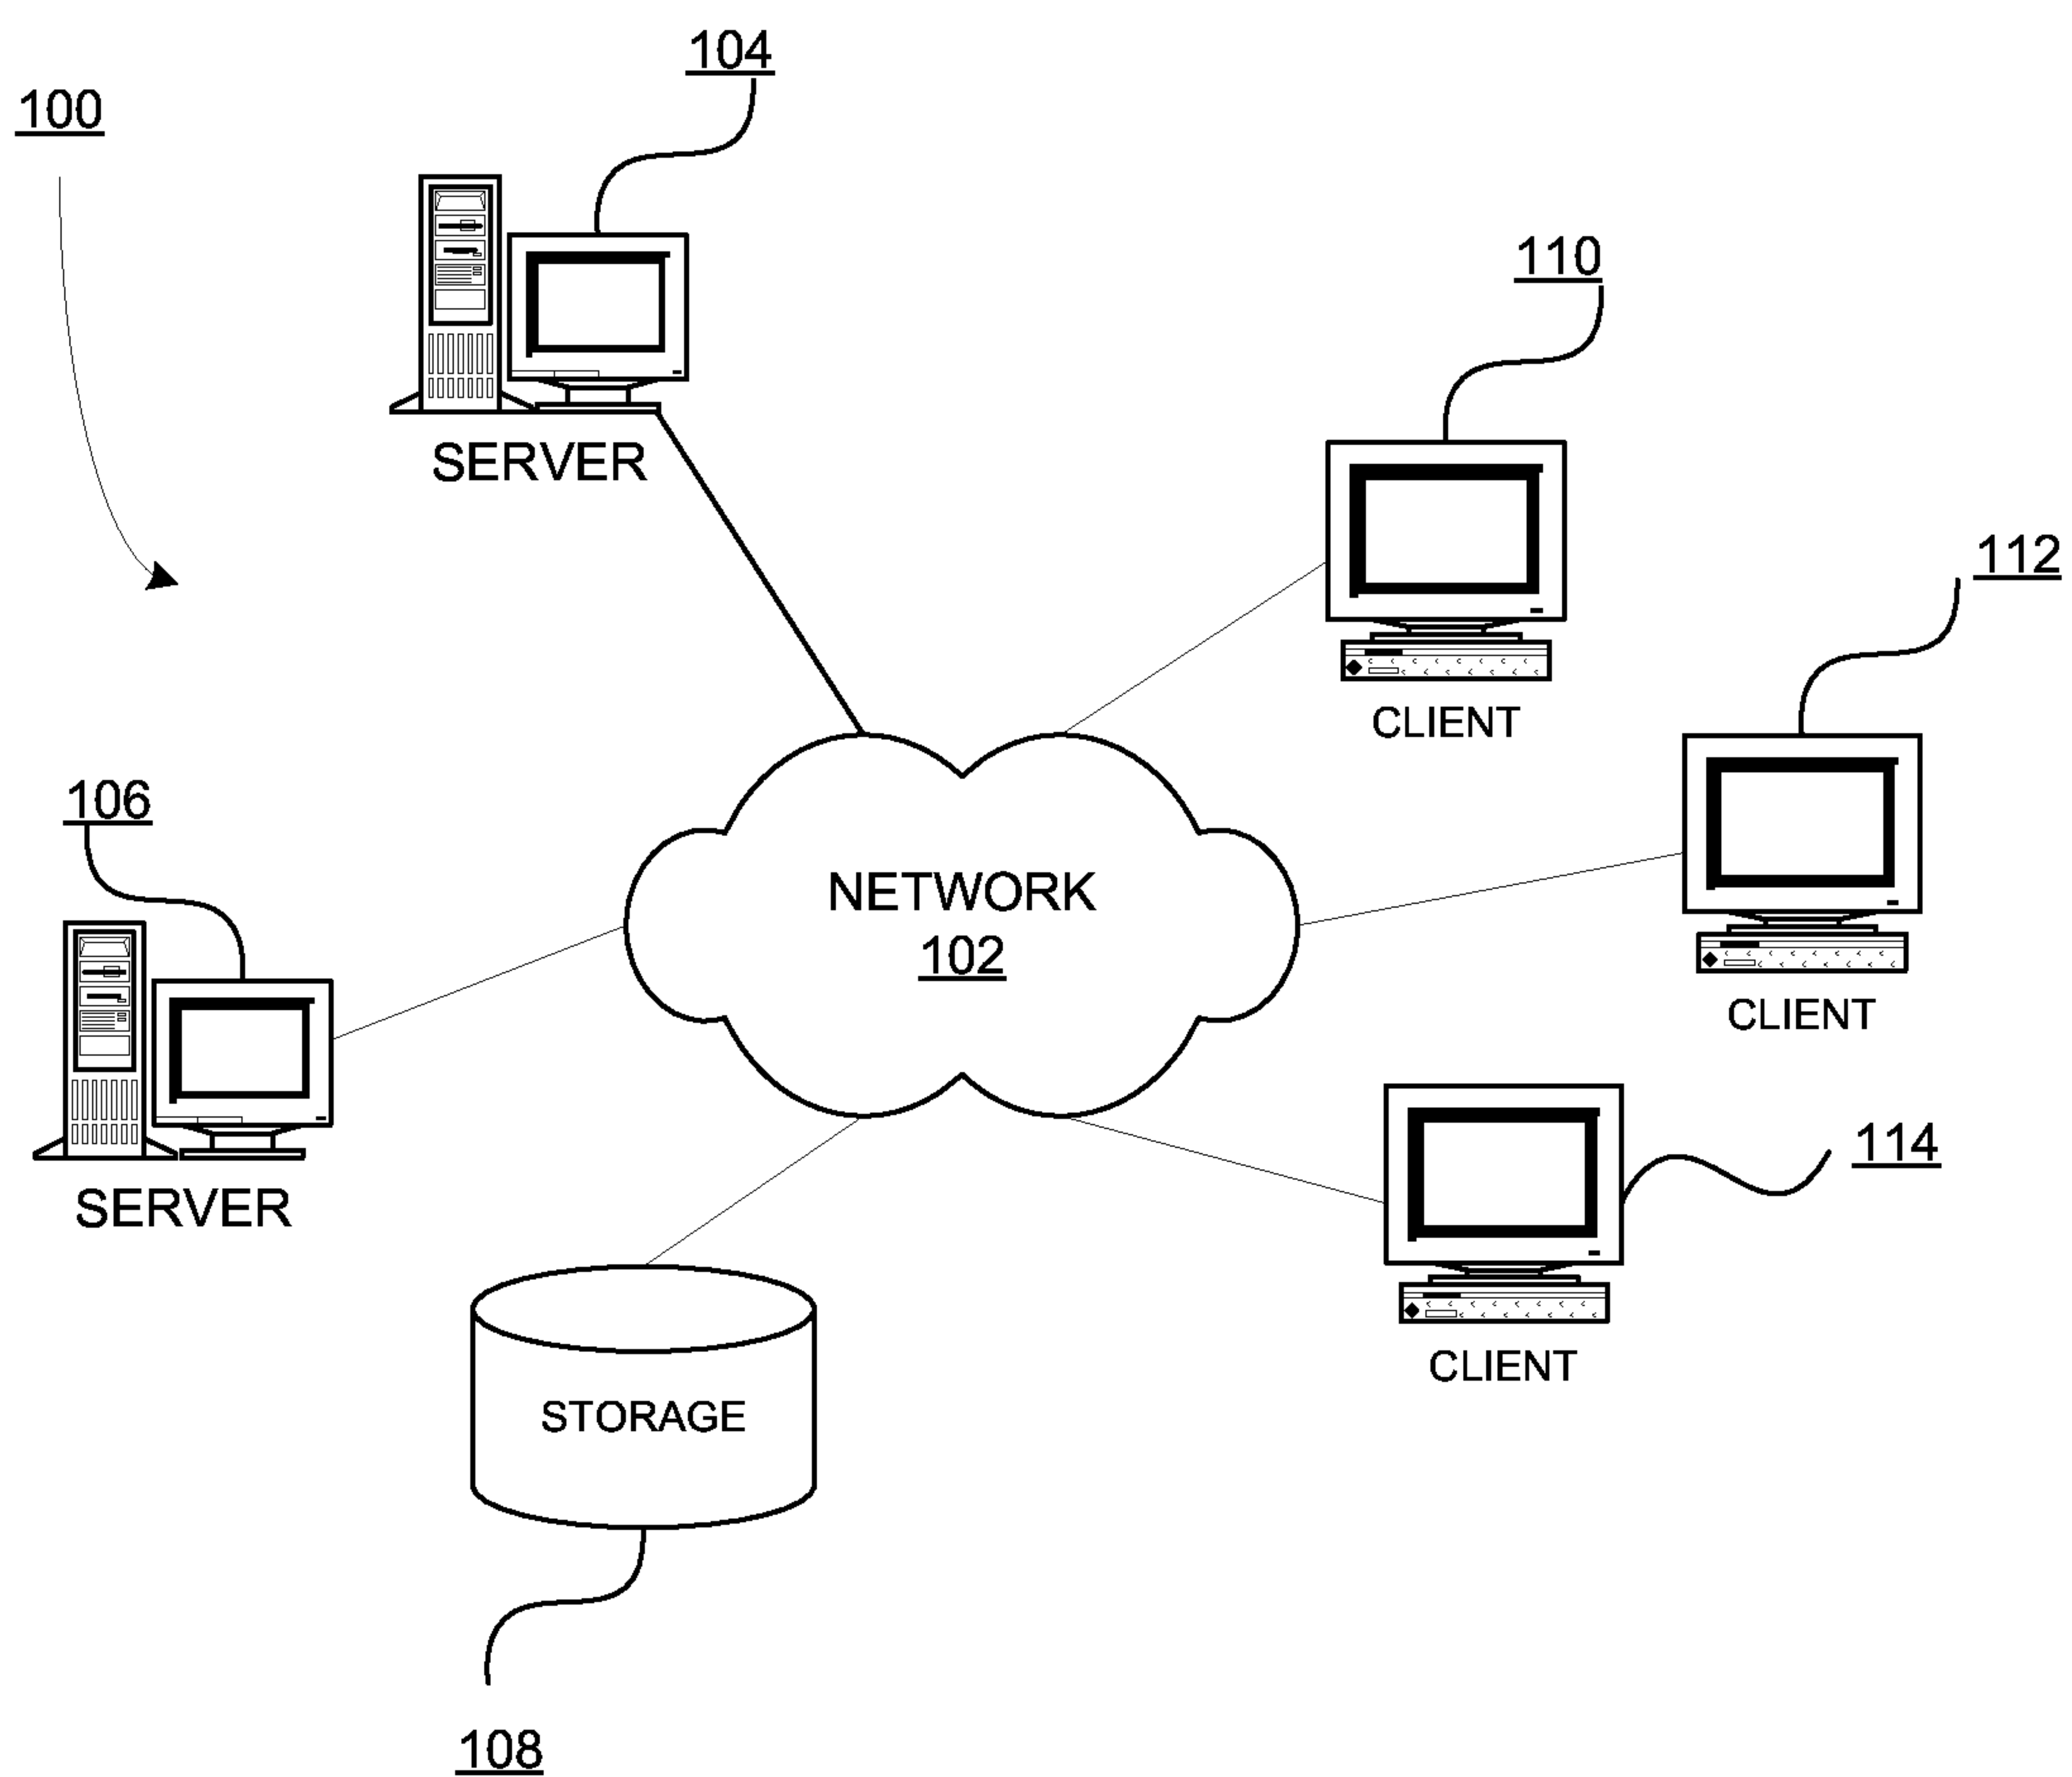 104
100
SERVER
110
CLIENT
112
CLIENT
106
SERVER
NETWORK
102
114
CLIENT
STORAGE
108